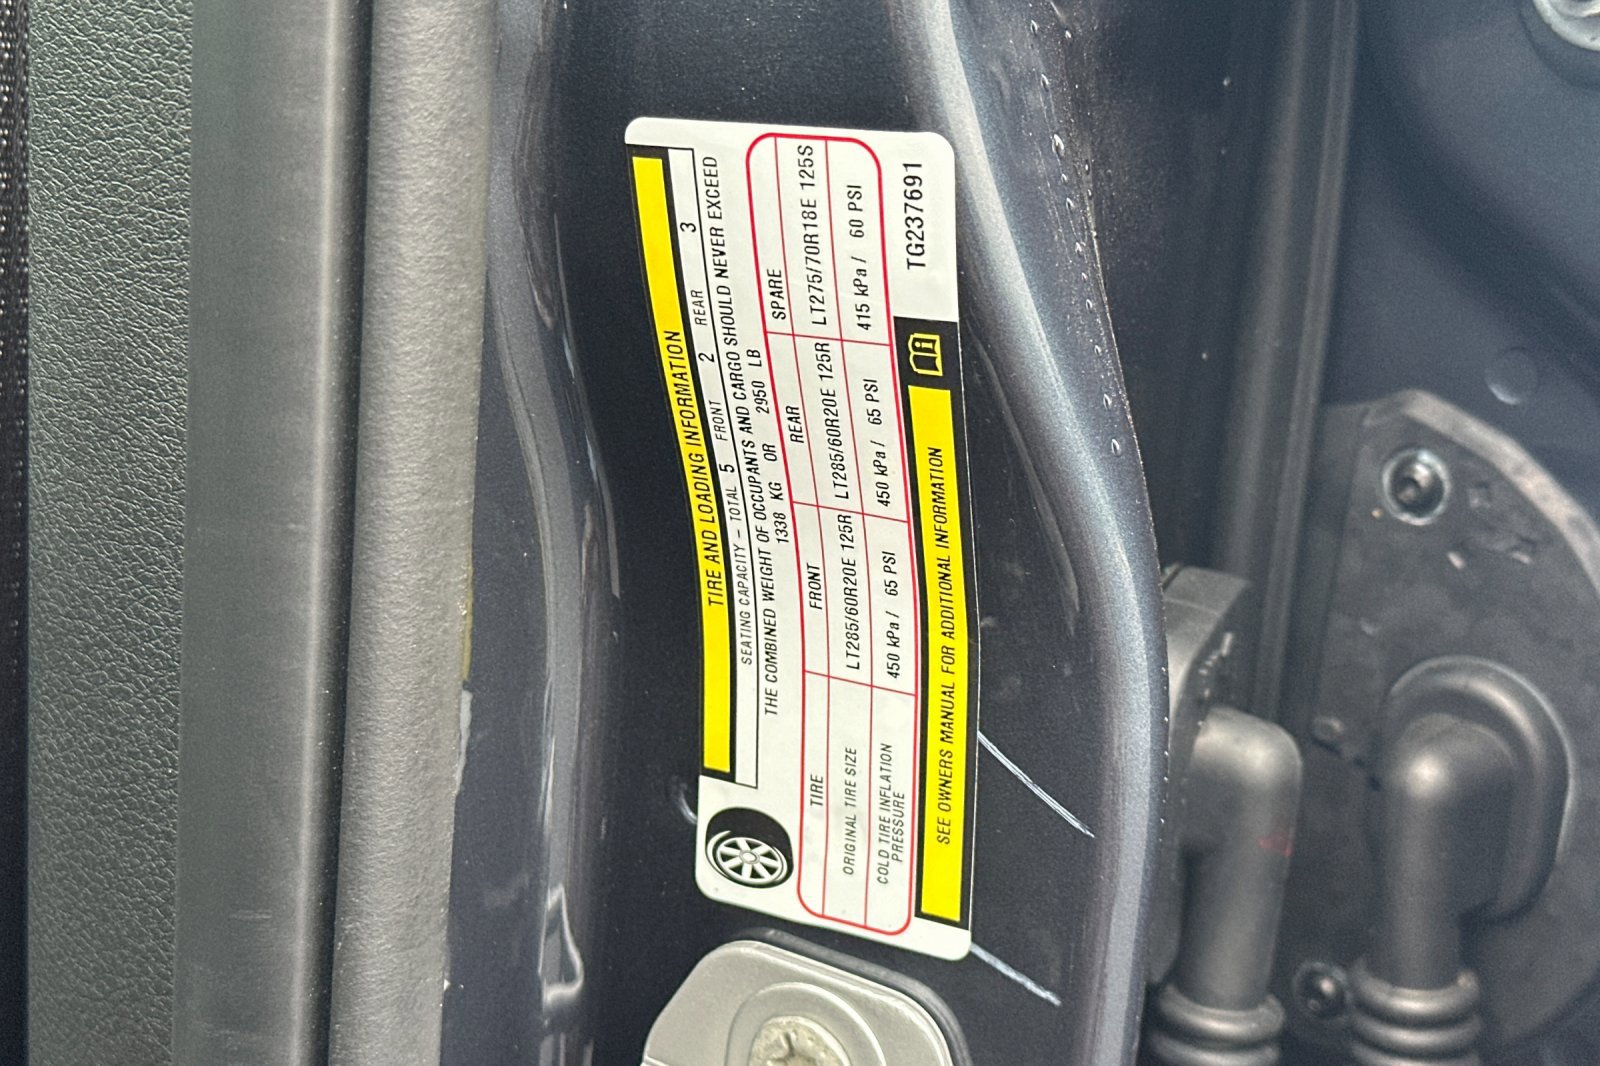 TIRE AND LOADING INFORMATION
SEATING CAPACITY – TOTAL 5 FRONT 2 REAR 3
THE COMBINED WEIGHT OF OCCUPANTS AND CARGO SHOULD NEVER EXCEED
1338 KG OR 2950 LB
TIRE FRONT REAR SPARE
ORIGINAL TIRE SIZE LT285/60R20E 125R LT285/60R20E 125R LT275/70R18E 125S
COLD TIRE INFLATION
PRESSURE 450 kPa / 65 PSI 450 kPa / 65 PSI 415 kPa / 60 PSI
SEE OWNERS MANUAL FOR ADDITIONAL INFORMATION
TG237691